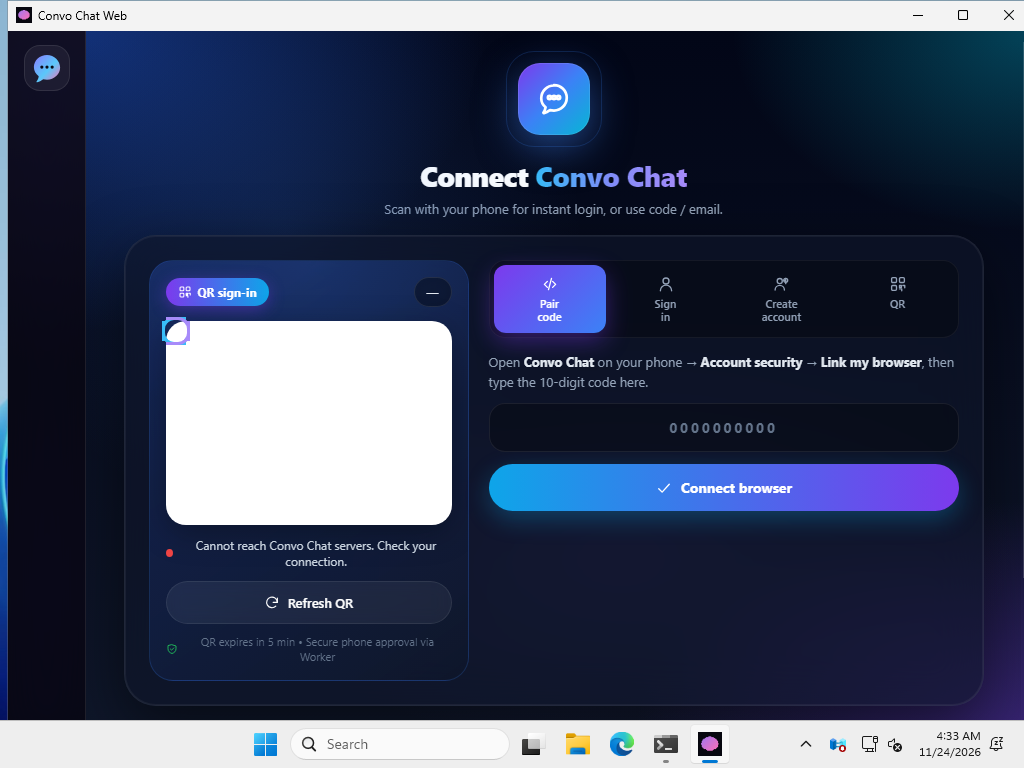 Convo Chat Web
Connect Convo Chat
Scan with your phone for instant login, or use code / email.
QR sign-in
Cannot reach Convo Chat servers. Check your
connection.
Refresh QR
QR expires in 5 min • Secure phone approval via
Worker
Pair
code
Sign
in
Create
account
QR
Open Convo Chat on your phone → Account security → Link my browser, then
type the 10-digit code here.
0000000000
Connect browser
Search
4:33 AM
11/24/2026